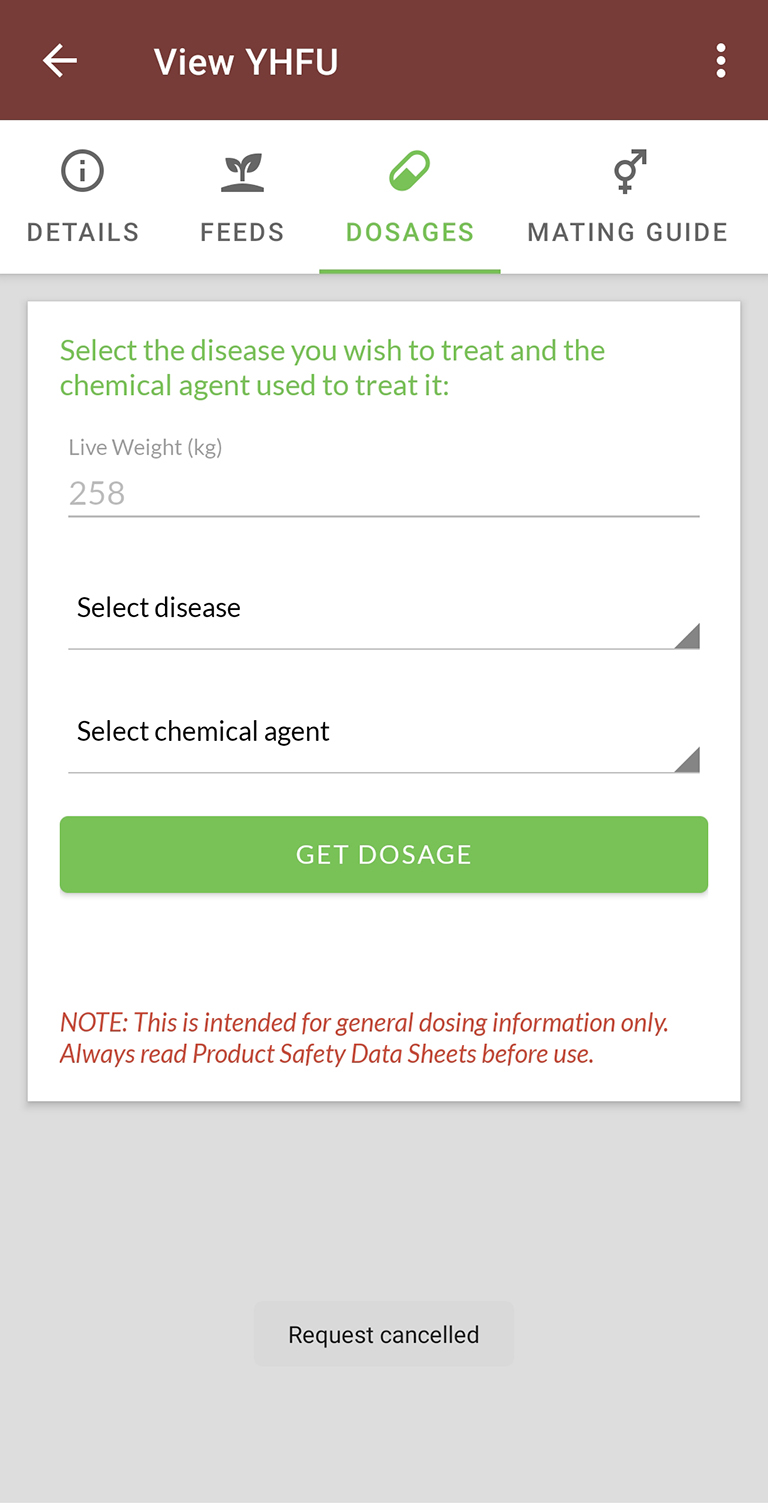 View YHFU
DETAILS
FEEDS
DOSAGES
MATING GUIDE
Select the disease you wish to treat and the
chemical agent used to treat it:
Live Weight (kg)
258
Select disease
Select chemical agent
GET DOSAGE
NOTE: This is intended for general dosing information only.
Always read Product Safety Data Sheets before use.
Request cancelled